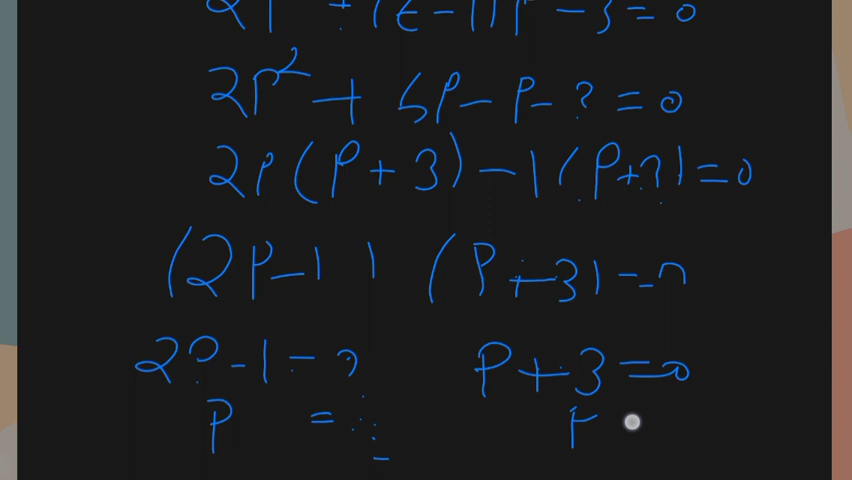 2P² + 6P - P - 3 = 0
2P (P + 3) - 1 (P + 3) = 0
(2P - 1) (P + 3) = 0
2P - 1 = 0 P + 3 = 0
P = P